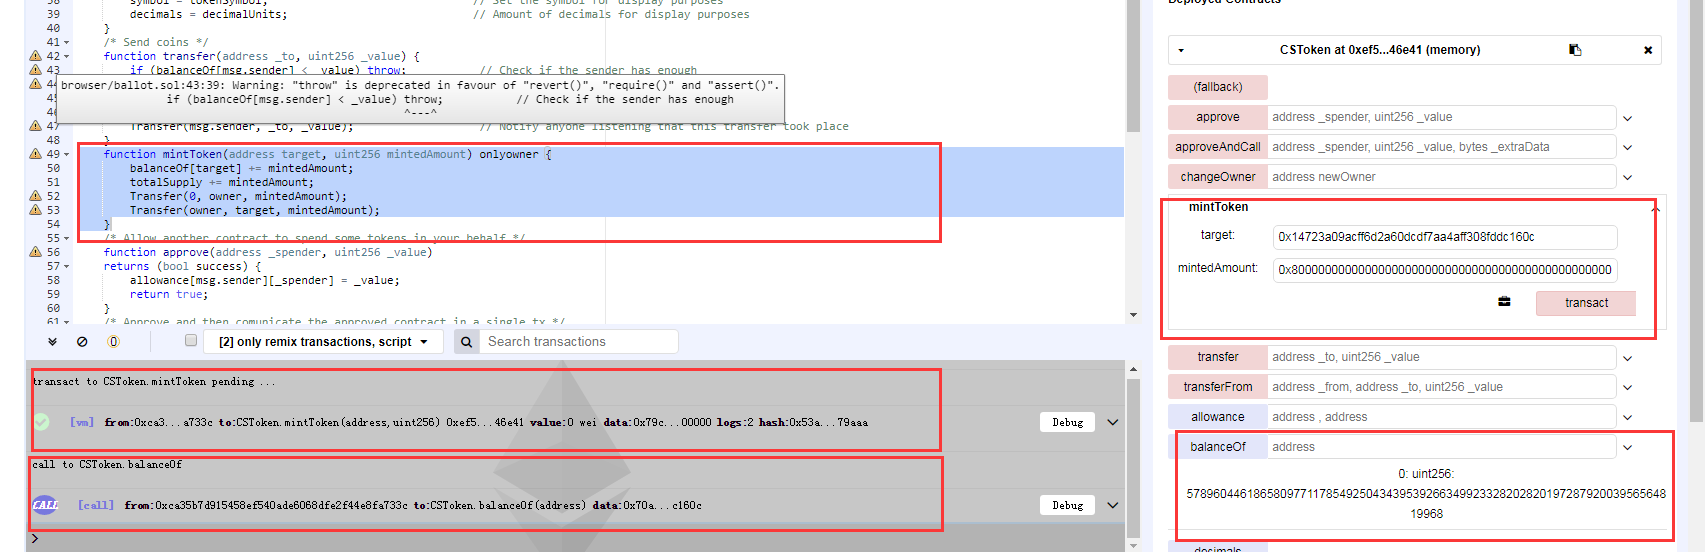 38 symbol = tokenSymbol; // Set the symbol for display purposes
39 decimals = decimalUnits; // Amount of decimals for display purposes
40 }
41 /* Send coins */
42 function transfer(address _to, uint256 _value) {
43 if (balanceOf[msg.sender] < _value) throw; // Check if the sender has enough
44
browser/ballot.sol:43:39: Warning: "throw" is deprecated in favour of "revert()", "require()" and "assert()".
if (balanceOf[msg.sender] < _value) throw; // Check if the sender has enough
^---^
47 Transfer(msg.sender, _to, _value); // Notify anyone listening that this transfer took place
48 }
49 function mintToken(address target, uint256 mintedAmount) onlyowner {
50 balanceOf[target] += mintedAmount;
51 totalSupply += mintedAmount;
52 Transfer(0, owner, mintedAmount);
53 Transfer(owner, target, mintedAmount);
54 }
55 /* Allow another contract to spend some tokens in your behalf */
56 function approve(address _spender, uint256 _value)
57 returns (bool success) {
58 allowance[msg.sender][_spender] = _value;
59 return true;
60 }
61 /* Approve and then comunicate the approved contract in a single tx */
0
[2] only remix transactions, script
Search transactions
transact to CSToken.mintToken pending ...
[vm] from:0xca3...a733c to:CSToken.mintToken(address,uint256) 0xef5...46e41 value:0 wei data:0x79c...00000 logs:2 hash:0x53a...79aaa
Debug
call to CSToken.balanceOf
CALL [call] from:0xca35b7d915458ef540ade6068dfe2f44e8fa733c to:CSToken.balanceOf(address) data:0x70a...c160c
Debug
>
Deployed Contracts
CSToken at 0xef5...46e41 (memory)
(fallback)
approve address _spender, uint256 _value
approveAndCall address _spender, uint256 _value, bytes _extraData
changeOwner address newOwner
mintToken
target: 0x14723a09acff6d2a60dcdf7aa4aff308fddc160c
mintedAmount:
transact
transfer address _to, uint256 _value
transferFrom address _from, address _to, uint256 _value
allowance address , address
balanceOf address
0: uint256:
578960446186580977117854925043439539266349923328202820197287920039565648
19968
decimals